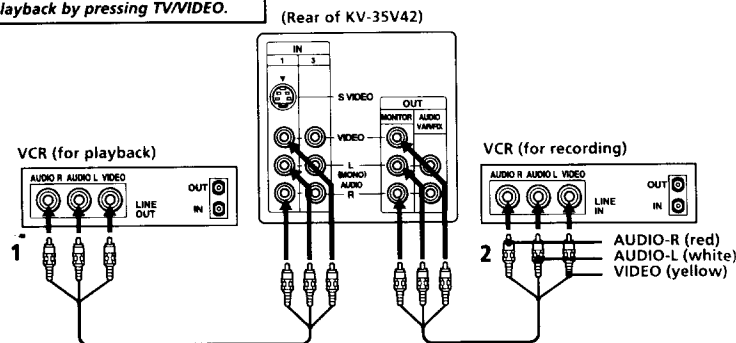 layback by pressing TV/VIDEO.
(Rear of KV-35V42)
IN
1 3
S VIDEO
OUT
MONITOR AUDIO VAR/FIX
VIDEO
L
(MONO)
AUDIO
R
VCR (for playback)
AUDIO R AUDIO L VIDEO
LINE OUT
OUT
IN
1
VCR (for recording)
AUDIO R AUDIO L VIDEO
LINE IN
OUT
IN
2
AUDIO-R (red)
AUDIO-L (white)
VIDEO (yellow)